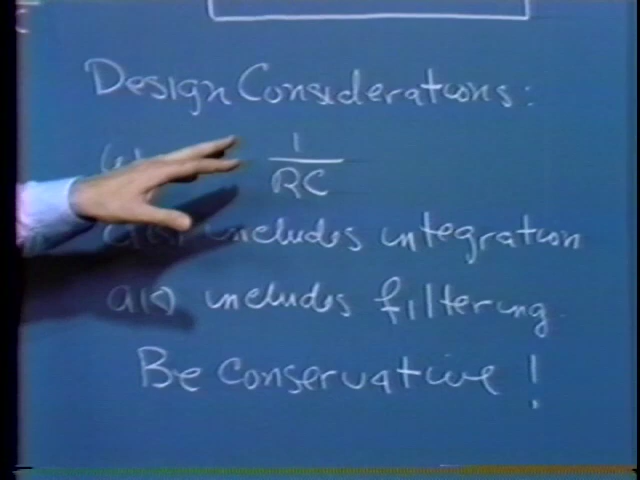 Design Considerations:
1
RC
includes integration
a(s) includes filtering
Be Conservative!